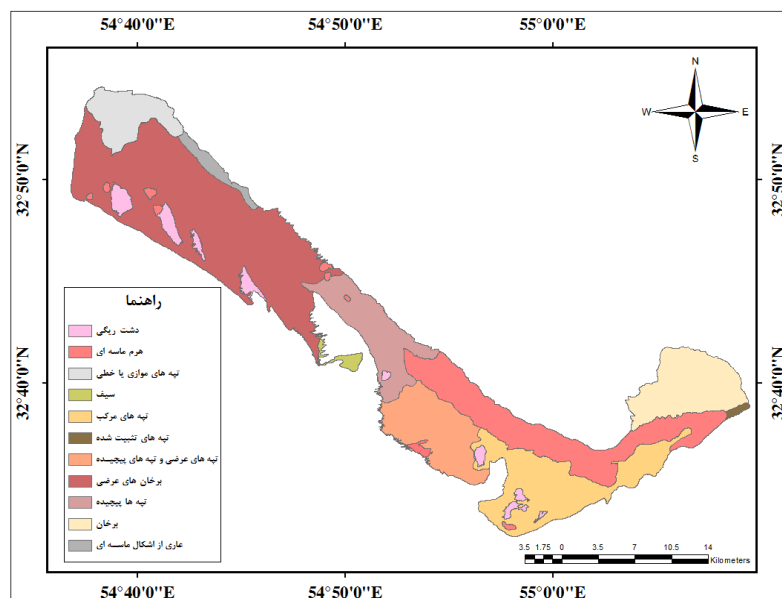 54°40'0"E 54°50'0"E 55°0'0"E
N
W E
S
32°50'0"N 32°50'0"N
32°40'0"N 32°40'0"N
راهنما
دشت ریگی
هرم ماسه ای
تپه های موازی یا خطی
سیف
تپه های مرکب
تپه های تثبیت شده
تپه های عرضی و تپه های پیچیـــده
برخان های عرضی
تپه ها پیچیده
برخان
عاری از اشکال ماســـه ای
3.5 1.75 0 3.5 7 10.5 14
Kilometers
54°40'0"E 54°50'0"E 55°0'0"E